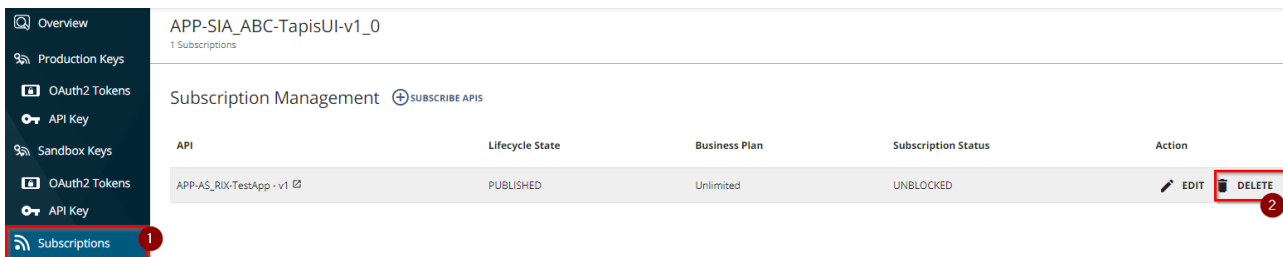 Overview
Production Keys
OAuth2 Tokens
API Key
Sandbox Keys
OAuth2 Tokens
API Key
Subscriptions
1
APP-SIA_ABC-TapisUI-v1_0
1 Subscriptions
Subscription Management SUBSCRIBE APIS
API Lifecycle State Business Plan Subscription Status Action
APP-AS_RIX-TestApp - v1 PUBLISHED Unlimited UNBLOCKED EDIT DELETE
2